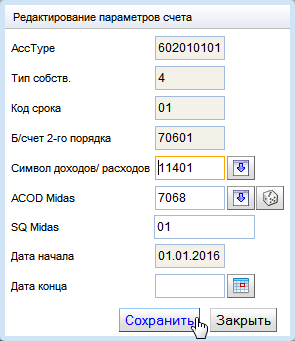 Редактирование параметров счета
AccType 602010101
Тип собств. 4
Код срока 01
Б/счет 2-го порядка 70601
Символ доходов/ расходов 11401
ACOD Midas 7068
SQ Midas 01
Дата начала 01.01.2016
Дата конца
Сохранить Закрыть